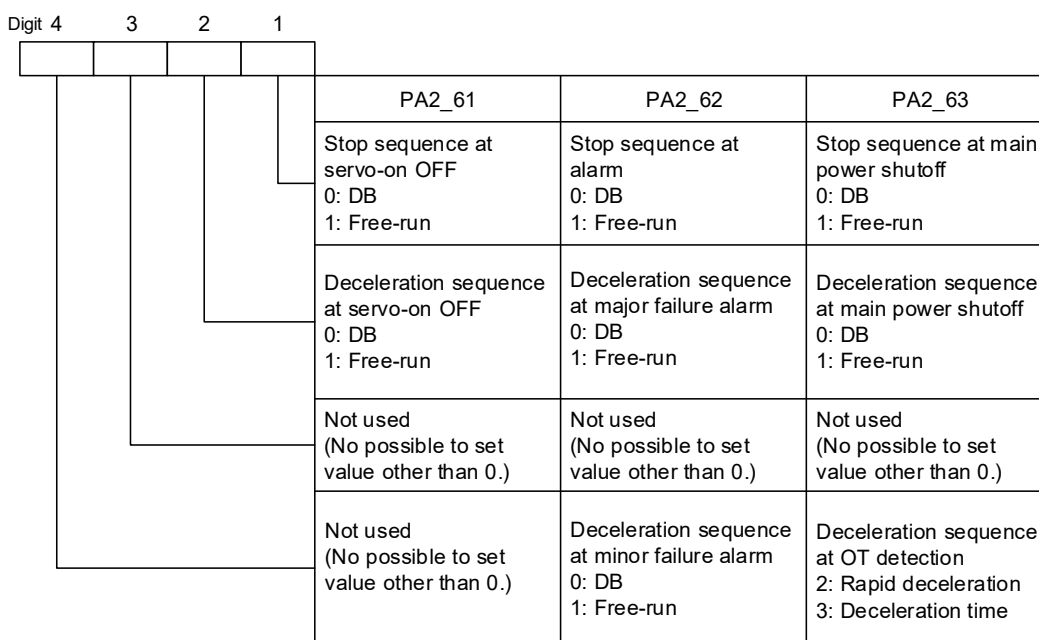 Digit 4 3 2 1
PA2_61 PA2_62 PA2_63
Stop sequence at
servo-on OFF
0: DB
1: Free-run
Stop sequence at
alarm
0: DB
1: Free-run
Stop sequence at main
power shutoff
0: DB
1: Free-run
Deceleration sequence
at servo-on OFF
0: DB
1: Free-run
Deceleration sequence
at major failure alarm
0: DB
1: Free-run
Deceleration sequence
at main power shutoff
0: DB
1: Free-run
Not used
(No possible to set
value other than 0.)
Not used
(No possible to set
value other than 0.)
Not used
(No possible to set
value other than 0.)
Not used
(No possible to set
value other than 0.)
Deceleration sequence
at minor failure alarm
0: DB
1: Free-run
Deceleration sequence
at OT detection
2: Rapid deceleration
3: Deceleration time